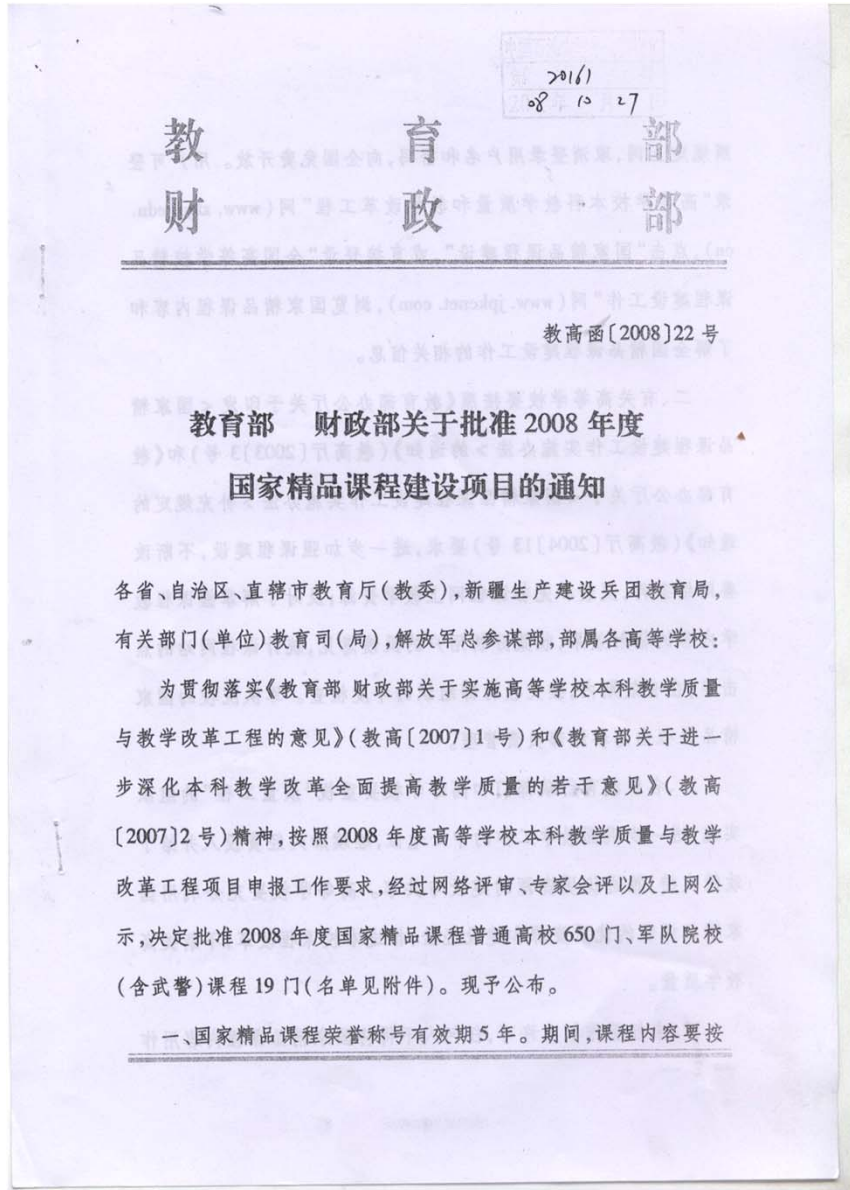 20161
08 10 27
教育部
财政部
教高函〔2008〕22号
教育部 财政部关于批准2008年度
国家精品课程建设项目的通知
各省、自治区、直辖市教育厅(教委),新疆生产建设兵团教育局,
有关部门(单位)教育司(局),解放军总参谋部,部属各高等学校:
为贯彻落实《教育部 财政部关于实施高等学校本科教学质量
与教学改革工程的意见》(教高〔2007〕1号)和《教育部关于进一
步深化本科教学改革全面提高教学质量的若干意见》(教高
〔2007〕2号)精神,按照2008年度高等学校本科教学质量与教学
改革工程项目申报工作要求,经过网络评审、专家会评以及上网公
示,决定批准2008年度国家精品课程普通高校650门、军队院校
(含武警)课程19门(名单见附件)。现予公布。
一、国家精品课程荣誉称号有效期5年。期间,课程内容要按